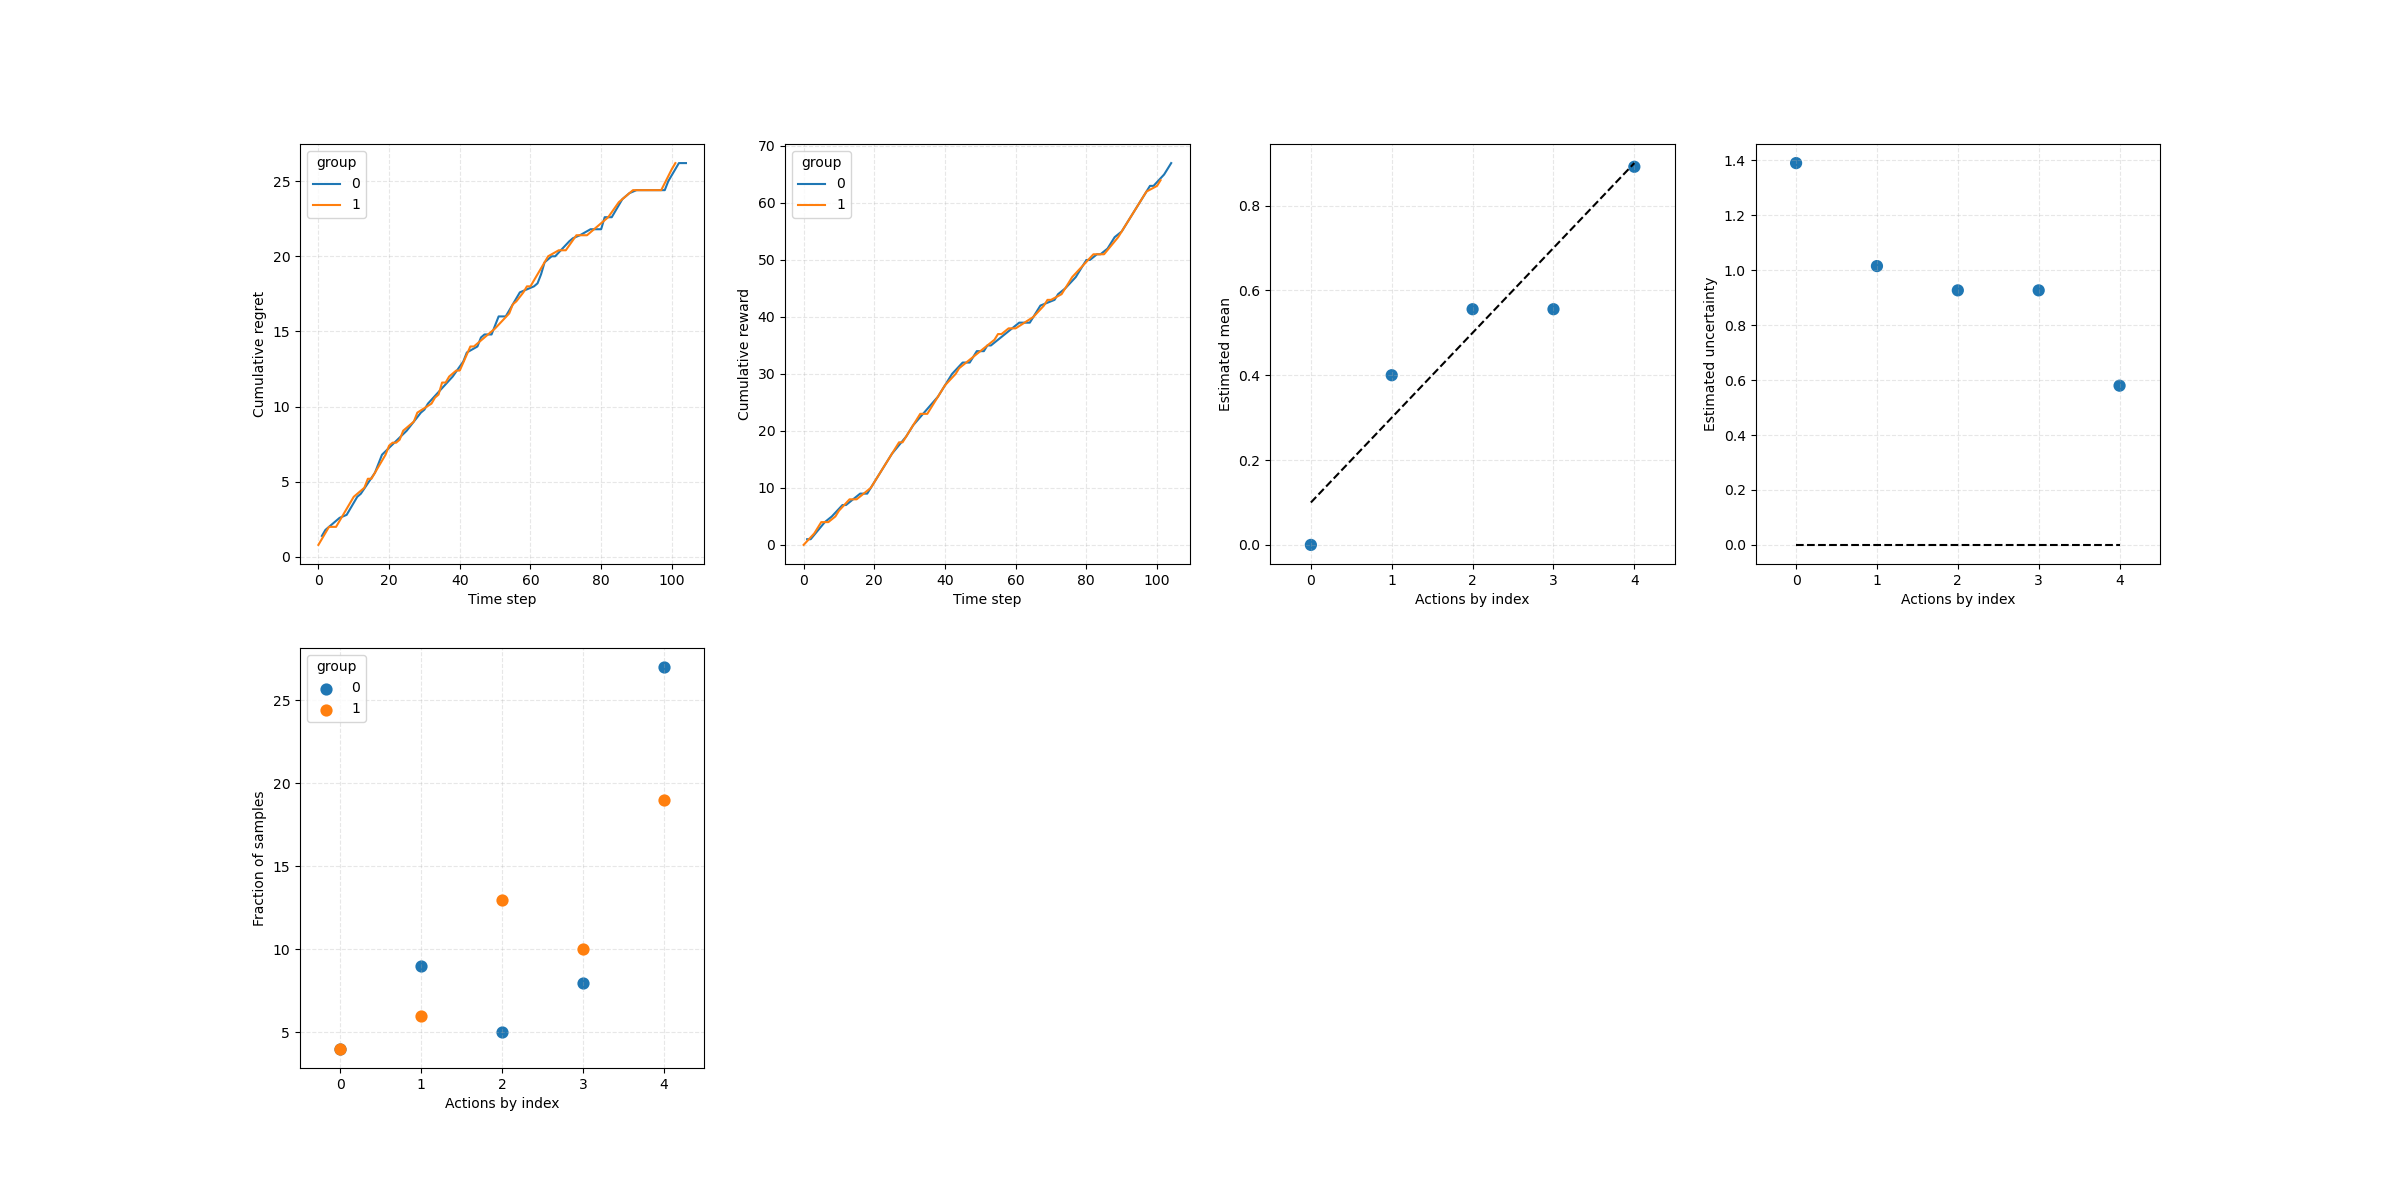 group
0
1
25
20
15
10
5
0
Cumulative regret
0 20 40 60 80 100
Time step
group
0
1
70
60
50
40
30
20
10
0
Cumulative reward
0 20 40 60 80 100
Time step
0.8
0.6
0.4
0.2
0.0
Estimated mean
0 1 2 3 4
Actions by index
1.4
1.2
1.0
0.8
0.6
0.4
0.2
0.0
Estimated uncertainty
0 1 2 3 4
Actions by index
group
0
1
25
20
15
10
5
Fraction of samples
0 1 2 3 4
Actions by index